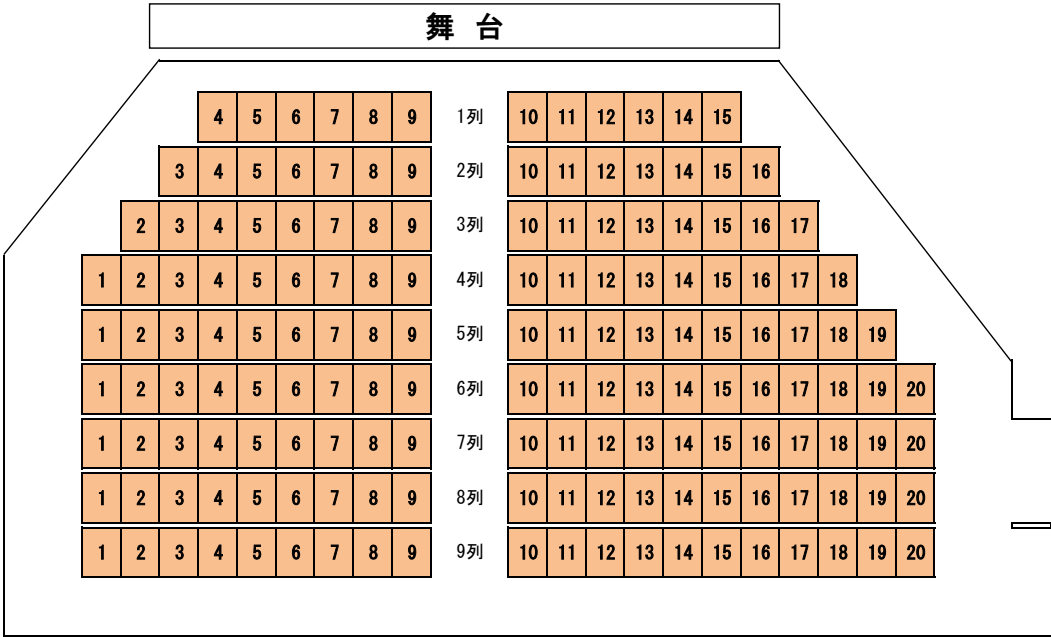 舞 台
4 5 6 7 8 9 1列 10 11 12 13 14 15
3 4 5 6 7 8 9 2列 10 11 12 13 14 15 16
2 3 4 5 6 7 8 9 3列 10 11 12 13 14 15 16 17
1 2 3 4 5 6 7 8 9 4列 10 11 12 13 14 15 16 17 18
1 2 3 4 5 6 7 8 9 5列 10 11 12 13 14 15 16 17 18 19
1 2 3 4 5 6 7 8 9 6列 10 11 12 13 14 15 16 17 18 19 20
1 2 3 4 5 6 7 8 9 7列 10 11 12 13 14 15 16 17 18 19 20
1 2 3 4 5 6 7 8 9 8列 10 11 12 13 14 15 16 17 18 19 20
1 2 3 4 5 6 7 8 9 9列 10 11 12 13 14 15 16 17 18 19 20